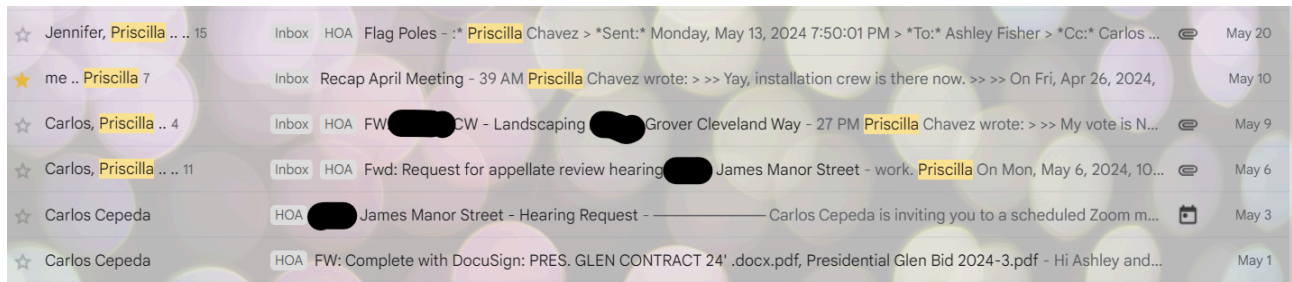 Jennifer, Priscilla .. .. 15 Inbox HOA Flag Poles - :* Priscilla Chavez > *Sent:* Monday, May 13, 2024 7:50:01 PM > *To:* Ashley Fisher > *Cc:* Carlos ... May 20
me .. Priscilla 7 Inbox Recap April Meeting - 39 AM Priscilla Chavez wrote: > >> Yay, installation crew is there now. >> >> On Fri, Apr 26, 2024, May 10
Carlos, Priscilla .. 4 Inbox HOA FW: CW - Landscaping Grover Cleveland Way - 27 PM Priscilla Chavez wrote: > >> My vote is N... May 9
Carlos, Priscilla .. .. 11 Inbox HOA Fwd: Request for appellate review hearing James Manor Street - work. Priscilla On Mon, May 6, 2024, 10... May 6
Carlos Cepeda HOA James Manor Street - Hearing Request - ——————— Carlos Cepeda is inviting you to a scheduled Zoom m... May 3
Carlos Cepeda HOA FW: Complete with DocuSign: PRES. GLEN CONTRACT 24' .docx.pdf, Presidential Glen Bid 2024-3.pdf - Hi Ashley and... May 1